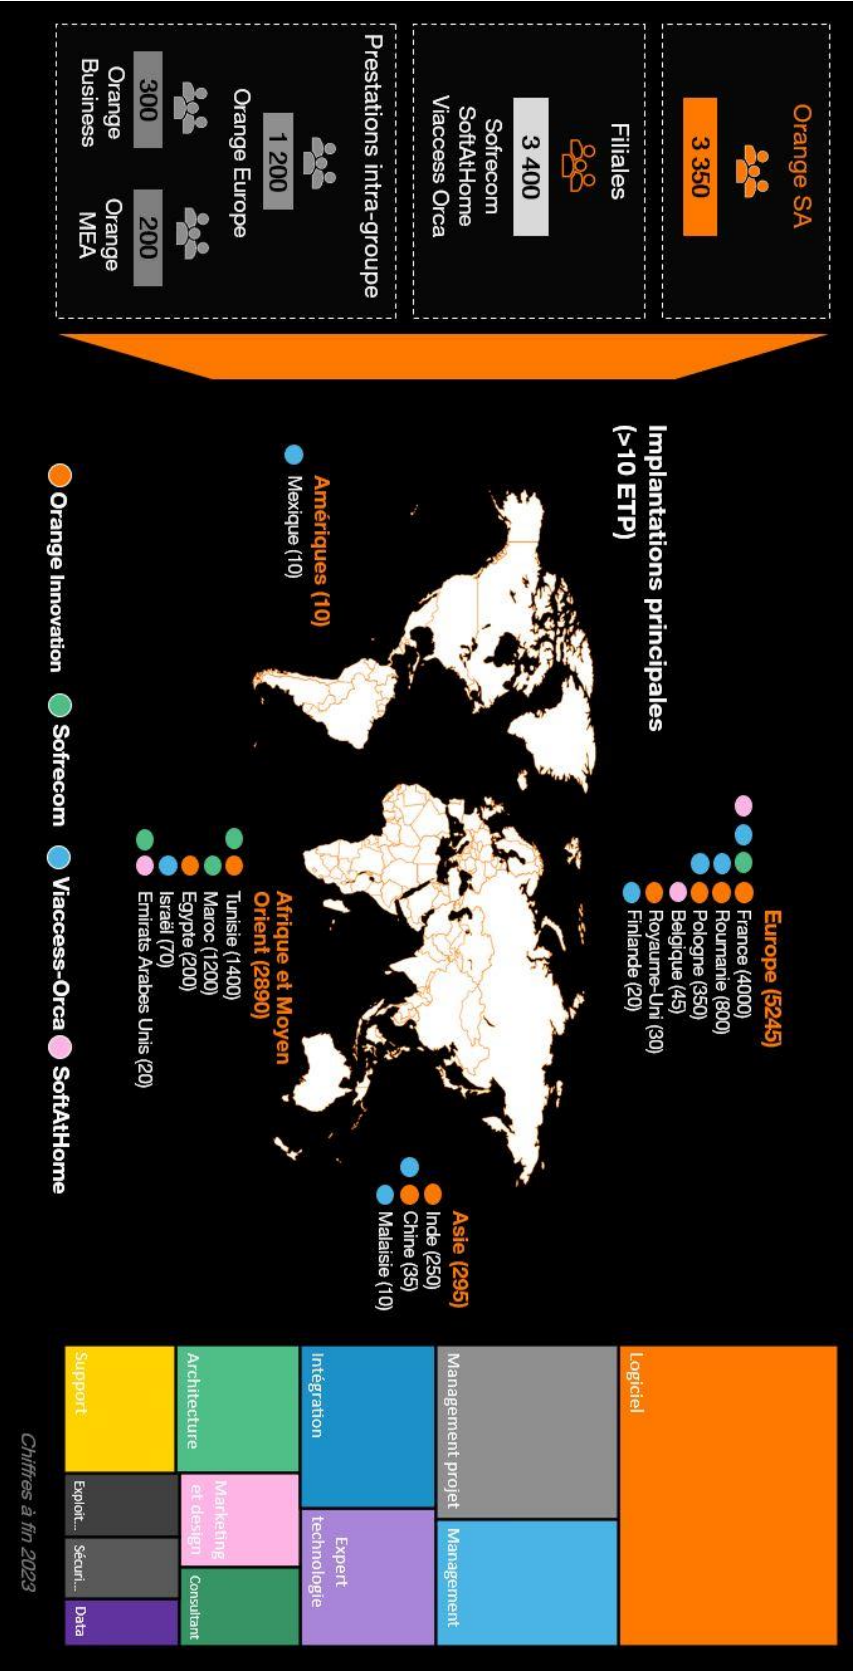 Orange SA
3 350
Filiales
3 400
Sofrecom
SoftAtHome
Viaccess Orca
Prestations intra-groupe
1 200
Orange Europe
300
Orange
Business
200
Orange
MEA
Implantations principales
(>10 ETP)
Europe (5245)
France (4000)
Roumanie (800)
Pologne (350)
Belgique (45)
Royaume-Uni (30)
Finlande (20)
Amériques (10)
Mexique (10)
Asie (295)
Inde (250)
Chine (35)
Malaisie (10)
Afrique et Moyen
Orient (2890)
Tunisie (1400)
Maroc (1200)
Egypte (200)
Israël (70)
Emirats Arabes Unis (20)
Orange Innovation
Sofrecom
Viaccess-Orca
SoftAtHome
Logiciel
Management projet
Management
Intégration
Expert
technologie
Architecture
Marketing
et design
Consultant
Support
Exploit...
Sécuri...
Data
Chiffres à fin 2023